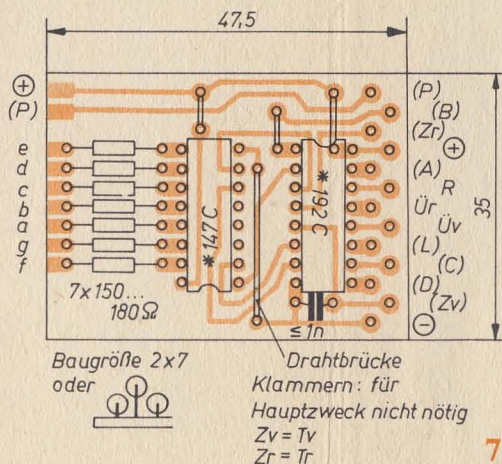 47,5
⊕
(P)
e
d
c
b
a
g
f
7x150...
180Ω
*147C
*192C
≤1n
(P)
(B)
(Zr)
⊕
(A)
R
Ür
Üv
(L)
(C)
(D)
(Zv)
⊖
35
Baugröße 2x7
oder
Drahtbrücke
Klammern: für
Hauptzweck nicht nötig
Zv = Tv
Zr = Tr
7